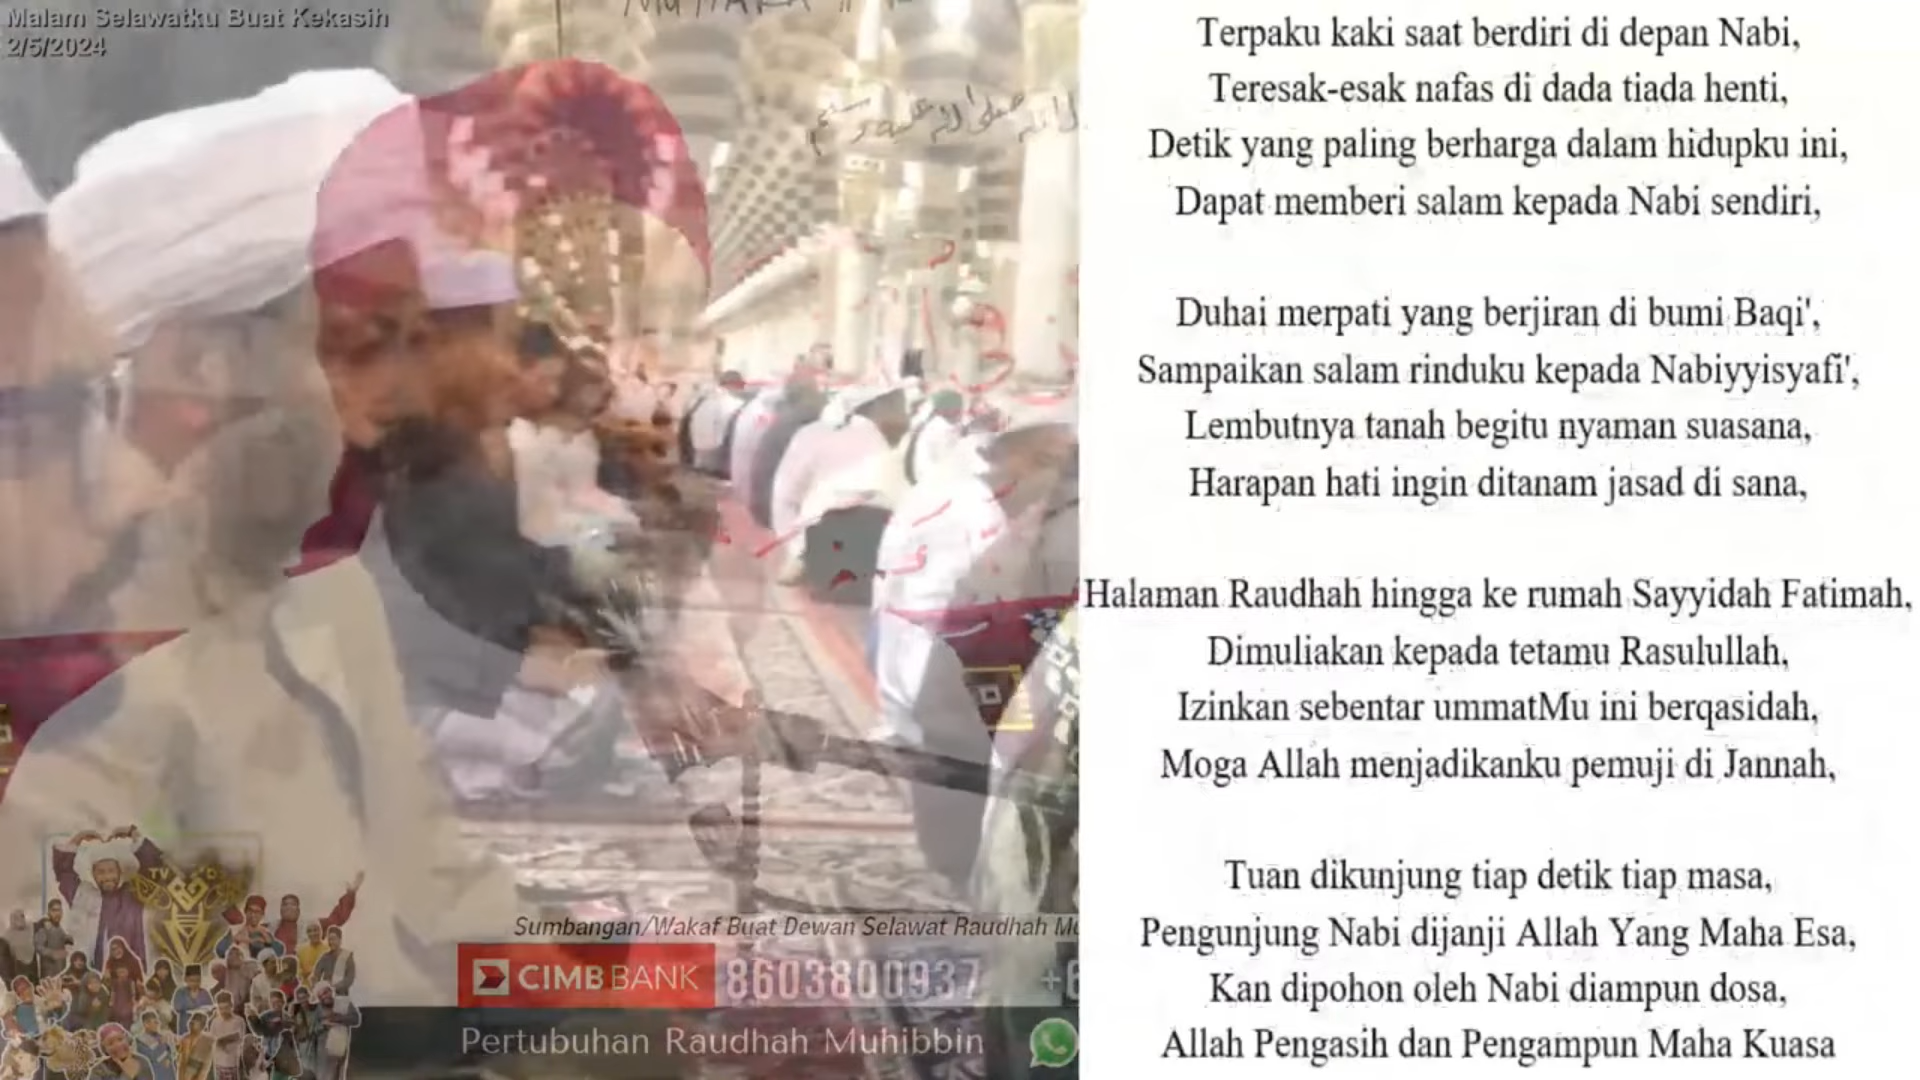 Malam Selawatku Buat Kekasih
2/5/2024
Terpaku kaki saat berdiri di depan Nabi,
Teresak-esak nafas di dada tiada henti,
Detik yang paling berharga dalam hidupku ini,
Dapat memberi salam kepada Nabi sendiri,
Duhai merpati yang berjiran di bumi Baqi',
Sampaikan salam rinduku kepada Nabiyyisyafi',
Lembutnya tanah begitu nyaman suasana,
Harapan hati ingin ditanam jasad di sana,
Halaman Raudhah hingga ke rumah Sayyidah Fatimah,
Dimuliakan kepada tetamu Rasulullah,
Izinkan sebentar ummatMu ini berqasidah,
Moga Allah menjadikanku pemuji di Jannah,
Tuan dikunjung tiap detik tiap masa,
Pengunjung Nabi dijanji Allah Yang Maha Esa,
Kan dipohon oleh Nabi diampun dosa,
Allah Pengasih dan Pengampun Maha Kuasa
TV
Sumbangan/Wakaf Buat Dewan Selawat Raudhah
CIMB BANK 8603800937 +6
Pertubuhan Raudhah Muhibbin